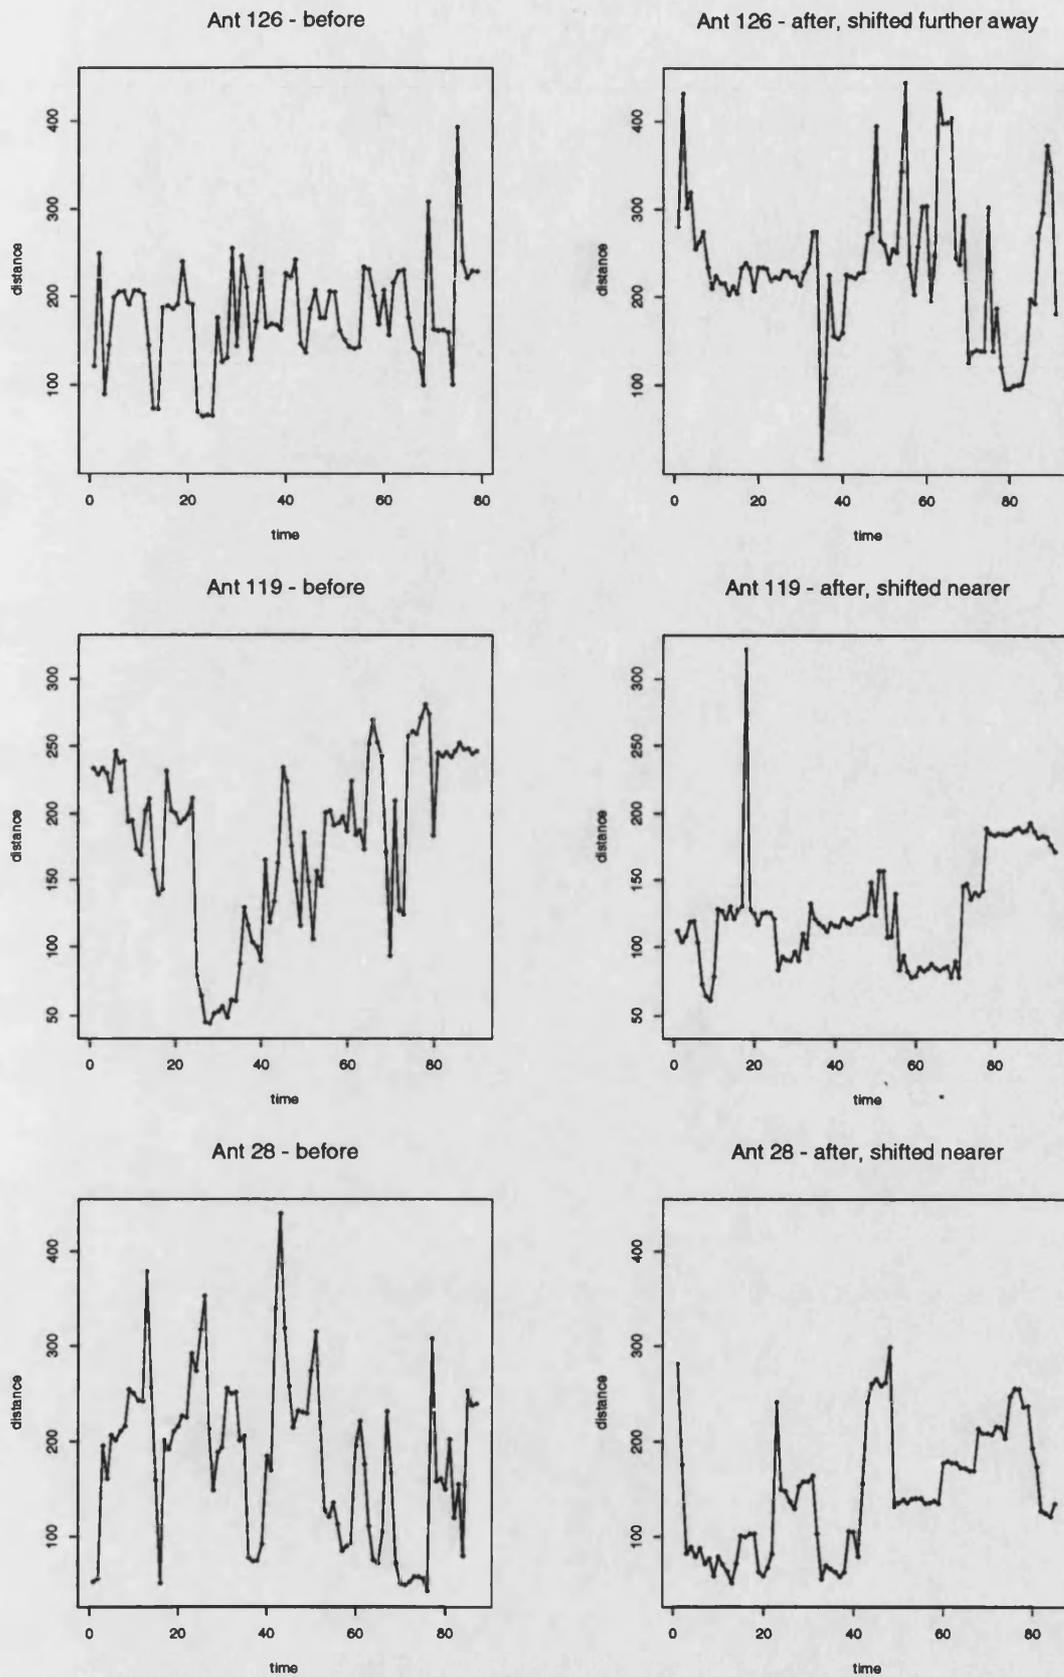 Ant 126 - before
400
300
200
100
distance
0 20 40 60 80
time
Ant 126 - after, shifted further away
400
300
200
100
distance
0 20 40 60 80
time
Ant 119 - before
300
250
200
150
100
50
distance
0 20 40 60 80
time
Ant 119 - after, shifted nearer
300
250
200
150
100
50
distance
0 20 40 60 80
time
Ant 28 - before
400
300
200
100
distance
0 20 40 60 80
time
Ant 28 - after, shifted nearer
400
300
200
100
distance
0 20 40 60 80
time